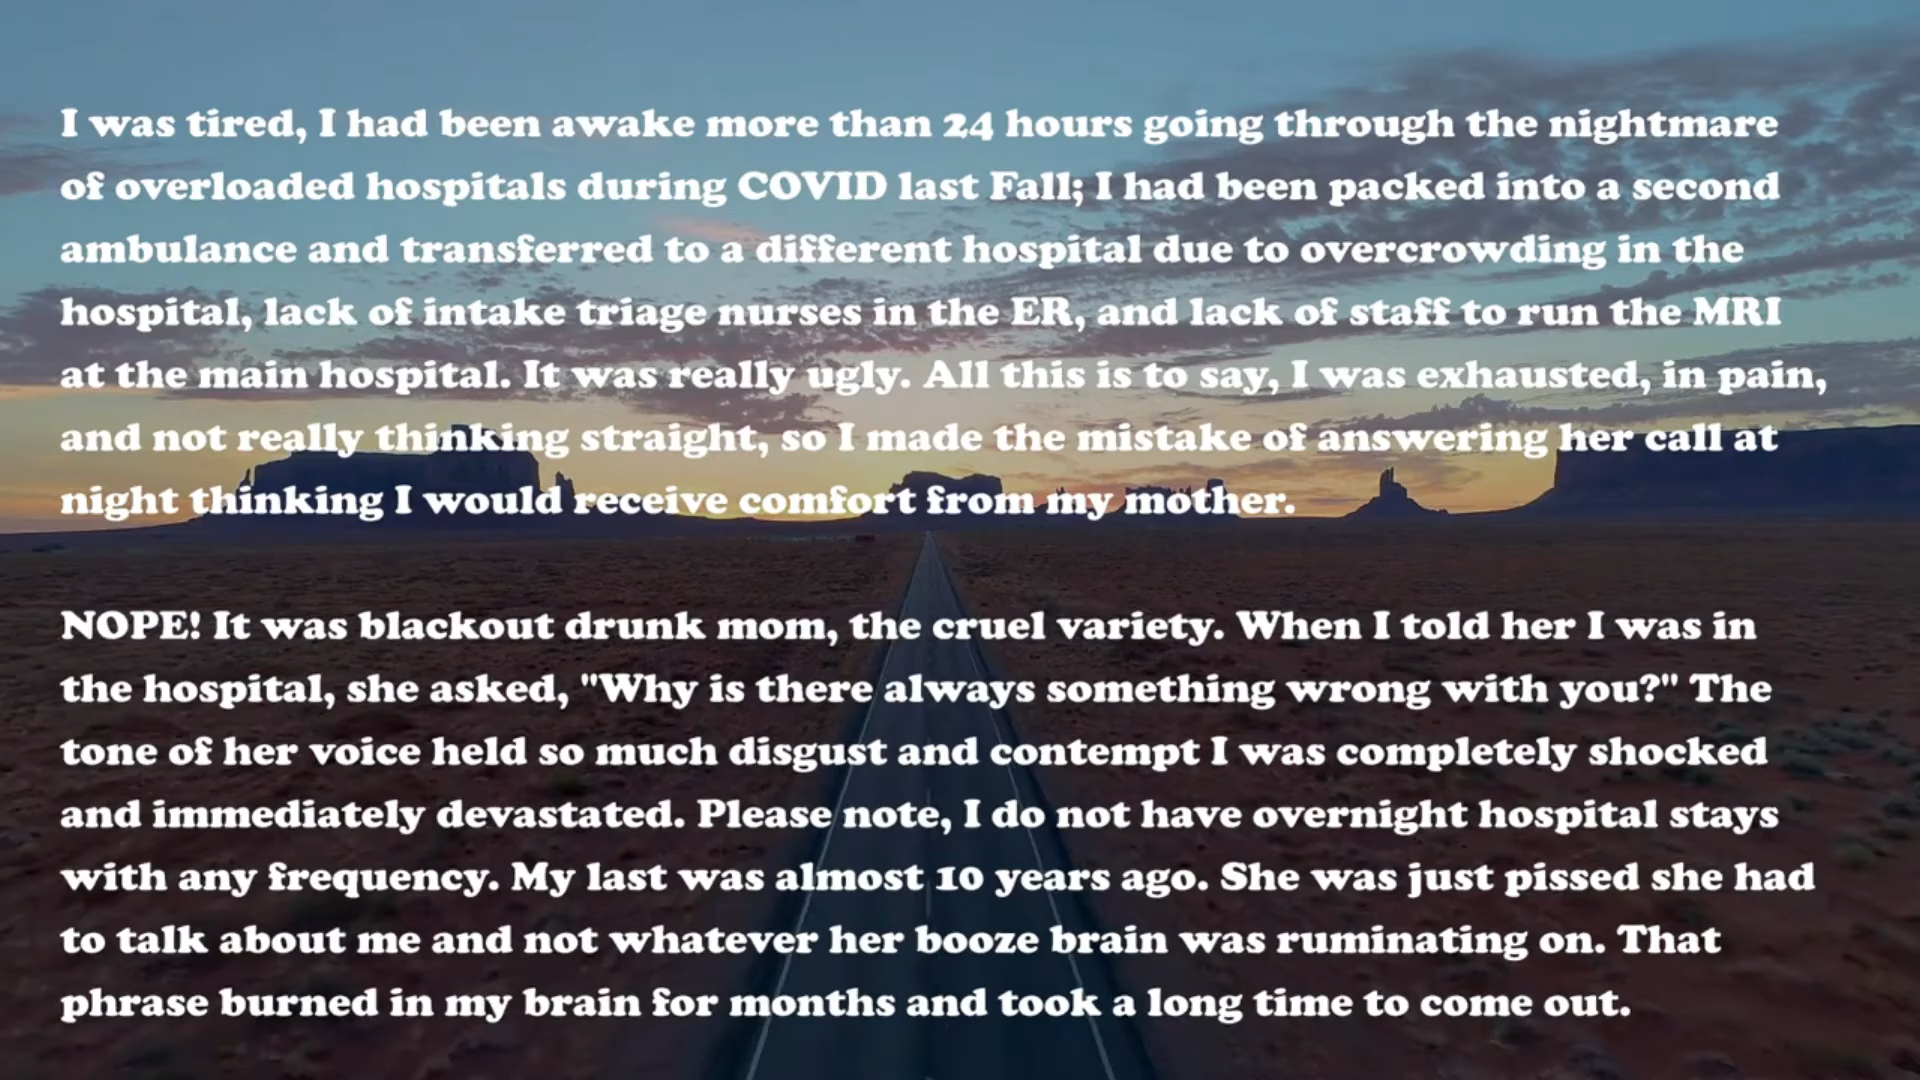 I was tired, I had been awake more than 24 hours going through the nightmare
of overloaded hospitals during COVID last Fall; I had been packed into a second
ambulance and transferred to a different hospital due to overcrowding in the
hospital, lack of intake triage nurses in the ER, and lack of staff to run the MRI
at the main hospital. It was really ugly. All this is to say, I was exhausted, in pain,
and not really thinking straight, so I made the mistake of answering her call at
night thinking I would receive comfort from my mother.
NOPE! It was blackout drunk mom, the cruel variety. When I told her I was in
the hospital, she asked, "Why is there always something wrong with you?" The
tone of her voice held so much disgust and contempt I was completely shocked
and immediately devastated. Please note, I do not have overnight hospital stays
with any frequency. My last was almost 10 years ago. She was just pissed she had
to talk about me and not whatever her booze brain was ruminating on. That
phrase burned in my brain for months and took a long time to come out.